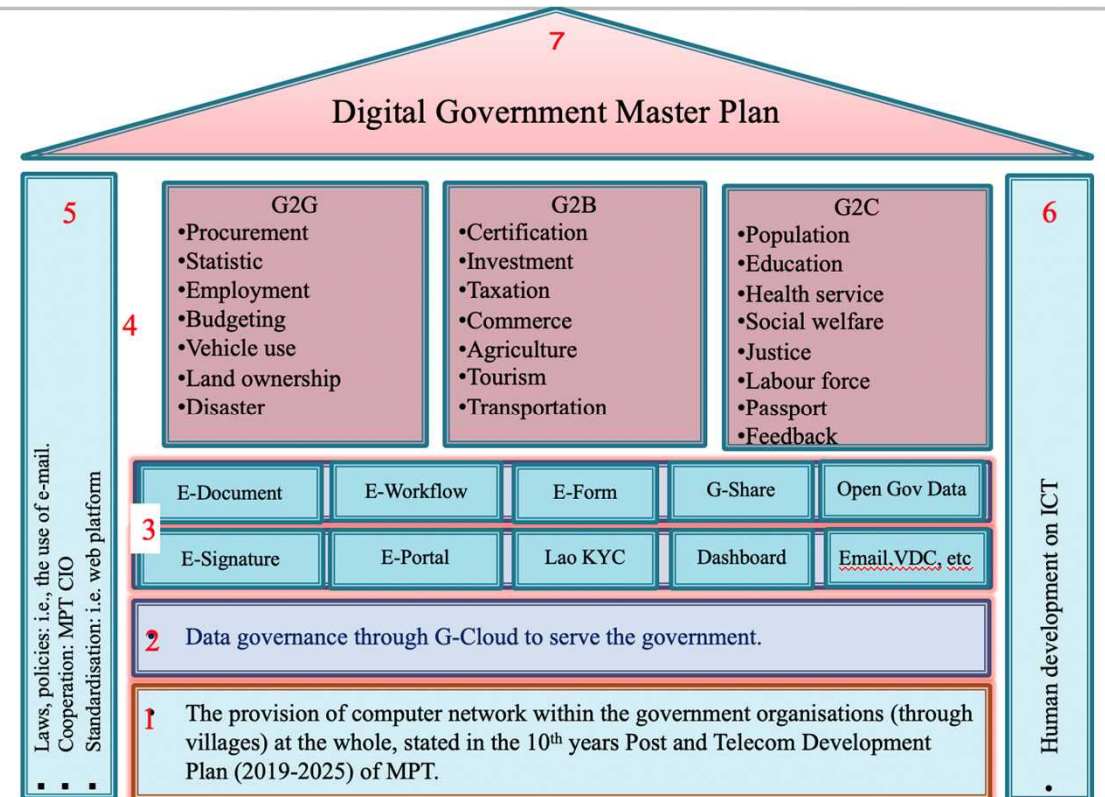 7
Digital Government Master Plan
5
Laws, policies: i.e., the use of e-mail.
Cooperation: MPT CIO
Standardisation: i.e. web platform
4
G2G
•Procurement
•Statistic
•Employment
•Budgeting
•Vehicle use
•Land ownership
•Disaster
G2B
•Certification
•Investment
•Taxation
•Commerce
•Agriculture
•Tourism
•Transportation
G2C
•Population
•Education
•Health service
•Social welfare
•Justice
•Labour force
•Passport
•Feedback
6
• Human development on ICT
3
E-Document
E-Workflow
E-Form
G-Share
Open Gov Data
E-Signature
E-Portal
Lao KYC
Dashboard
Email,VDC, etc
2
Data governance through G-Cloud to serve the government.
1
The provision of computer network within the government organisations (through
villages) at the whole, stated in the 10th years Post and Telecom Development
Plan (2019-2025) of MPT.